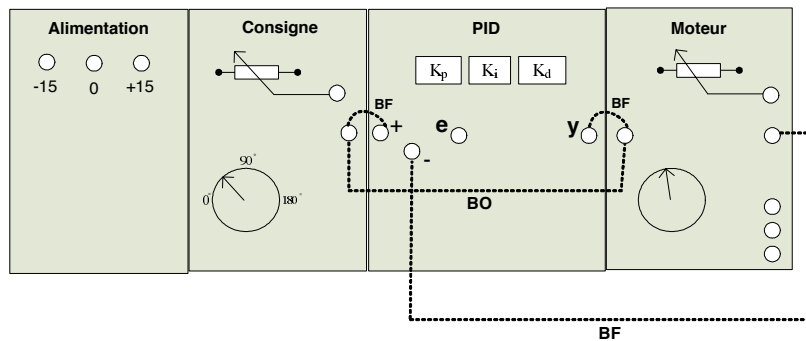 Alimentation
-15 0 +15
Consigne
90°
0° 180°
PID
Kp Ki Kd
BF
+ e y
-
BO
BF
Moteur
BF